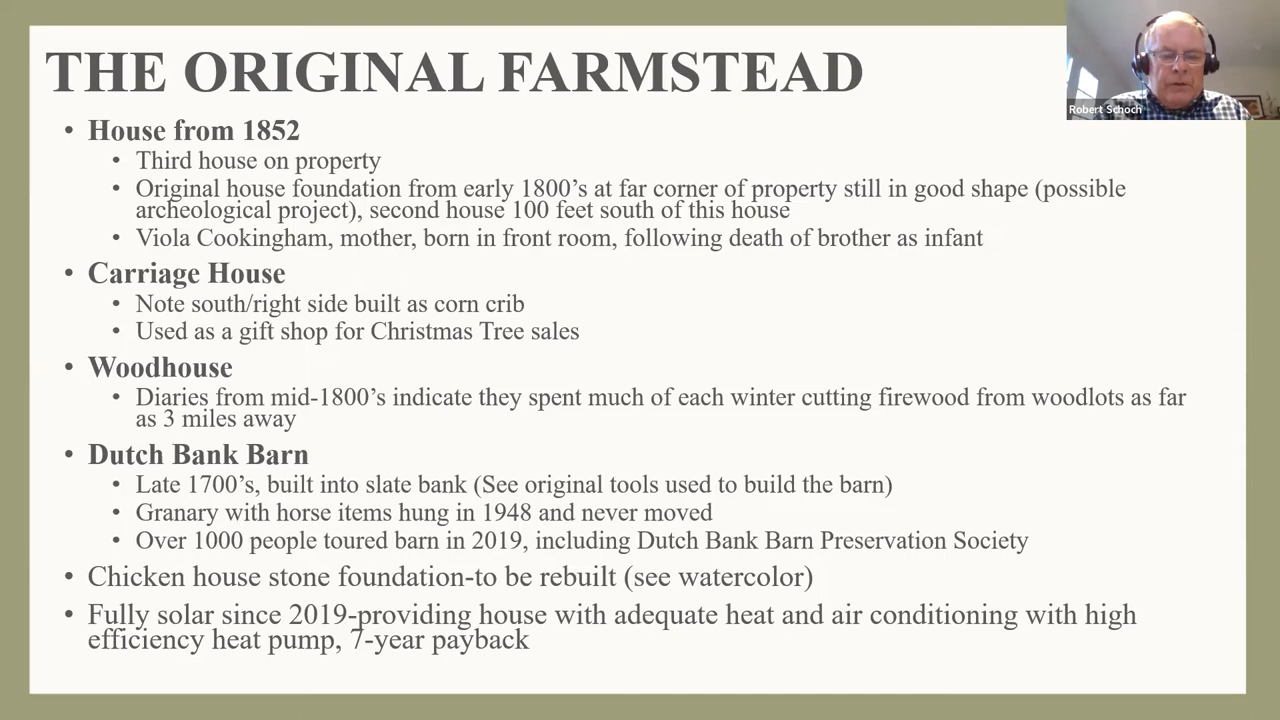 THE ORIGINAL FARMSTEAD
Robert Schoch
• House from 1852
• Third house on property
• Original house foundation from early 1800’s at far corner of property still in good shape (possible
archeological project), second house 100 feet south of this house
• Viola Cookingham, mother, born in front room, following death of brother as infant
• Carriage House
• Note south/right side built as corn crib
• Used as a gift shop for Christmas Tree sales
• Woodhouse
• Diaries from mid-1800’s indicate they spent much of each winter cutting firewood from woodlots as far
as 3 miles away
• Dutch Bank Barn
• Late 1700’s, built into slate bank (See original tools used to build the barn)
• Granary with horse items hung in 1948 and never moved
• Over 1000 people toured barn in 2019, including Dutch Bank Barn Preservation Society
• Chicken house stone foundation-to be rebuilt (see watercolor)
• Fully solar since 2019-providing house with adequate heat and air conditioning with high
efficiency heat pump, 7-year payback